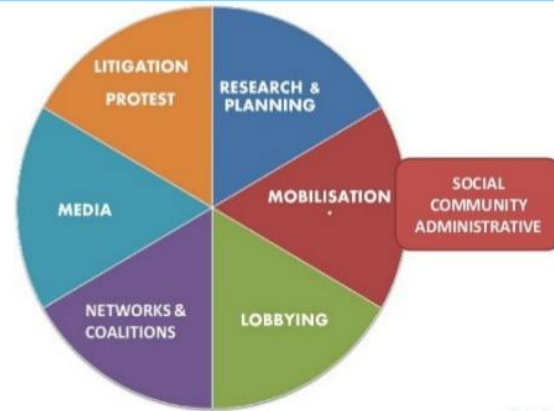 LITIGATION
PROTEST
RESEARCH &
PLANNING
MOBILISATION
SOCIAL
COMMUNITY
ADMINISTRATIVE
LOBBYING
NETWORKS &
COALITIONS
MEDIA